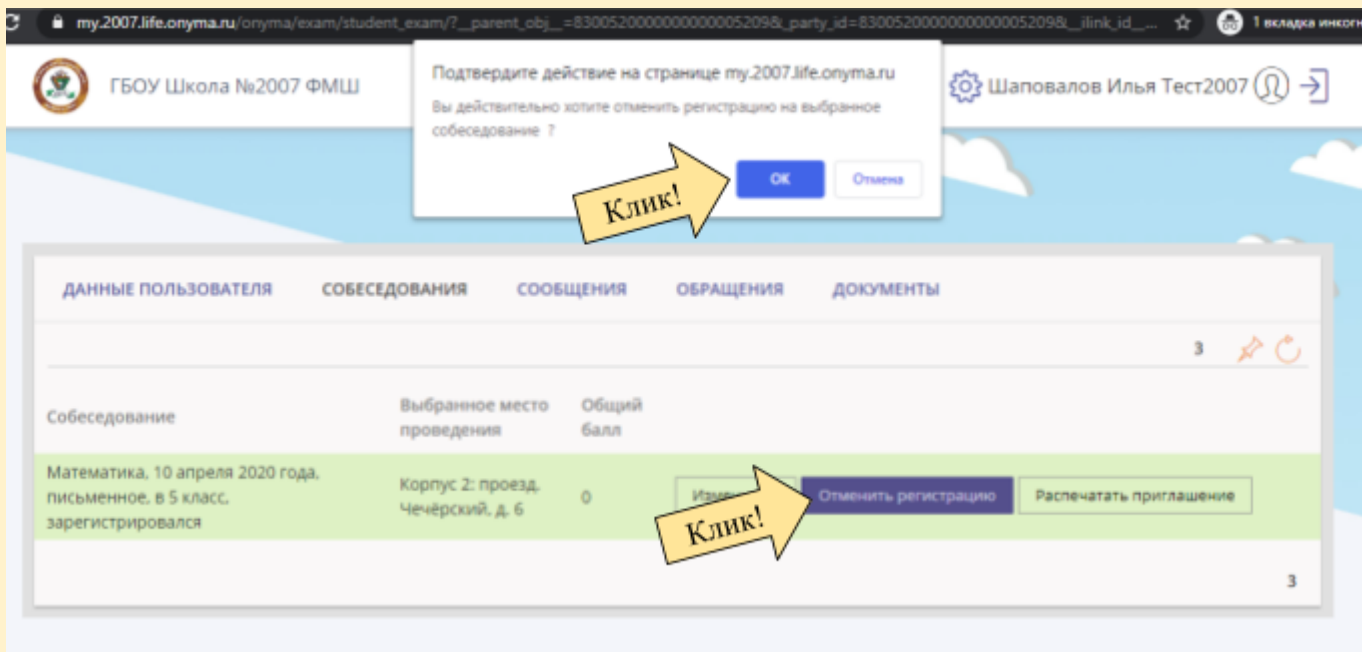 my.2007.life.onyma.ru/onyma/exam/student_exam/?__parent_obj__=8300520000000000005209&_party_id=8300520000000000005209&__ilink_id__...
1 вкладка инкогн
ГБОУ Школа №2007 ФМШ
Подтвердите действие на странице my.2007.life.onyma.ru
Вы действительно хотите отменить регистрацию на выбранное
собеседование ?
Шаповалов Илья Тест2007
Клик!
ОК
Отмена
ДАННЫЕ ПОЛЬЗОВАТЕЛЯ СОБЕСЕДОВАНИЯ СООБЩЕНИЯ ОБРАЩЕНИЯ ДОКУМЕНТЫ
3
Собеседование
Выбранное место
проведения
Общий
балл
Математика, 10 апреля 2020 года,
письменное, в 5 класс,
зарегистрировался
Корпус 2: проезд.
Чечёрский, д. 6
0
Клик!
Отменить регистрацию
Распечатать приглашение
3